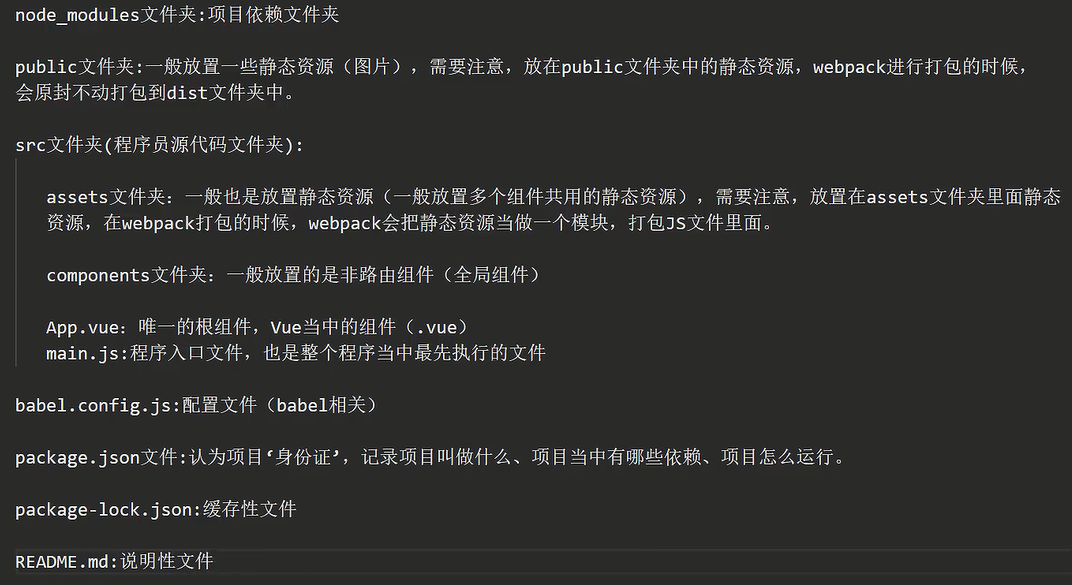 node_modules文件夹:项目依赖文件夹
public文件夹:一般放置一些静态资源（图片），需要注意，放在public文件夹中的静态资源，webpack进行打包的时候，
会原封不动打包到dist文件夹中。
src文件夹(程序员源代码文件夹):
assets文件夹：一般也是放置静态资源（一般放置多个组件共用的静态资源），需要注意，放置在assets文件夹里面静态
资源，在webpack打包的时候，webpack会把静态资源当做一个模块，打包JS文件里面。
components文件夹：一般放置的是非路由组件（全局组件）
App.vue：唯一的根组件，Vue当中的组件（.vue）
main.js:程序入口文件，也是整个程序当中最先执行的文件
babel.config.js:配置文件（babel相关）
package.json文件:认为项目‘身份证’，记录项目叫做什么、项目当中有哪些依赖、项目怎么运行。
package-lock.json:缓存性文件
README.md:说明性文件